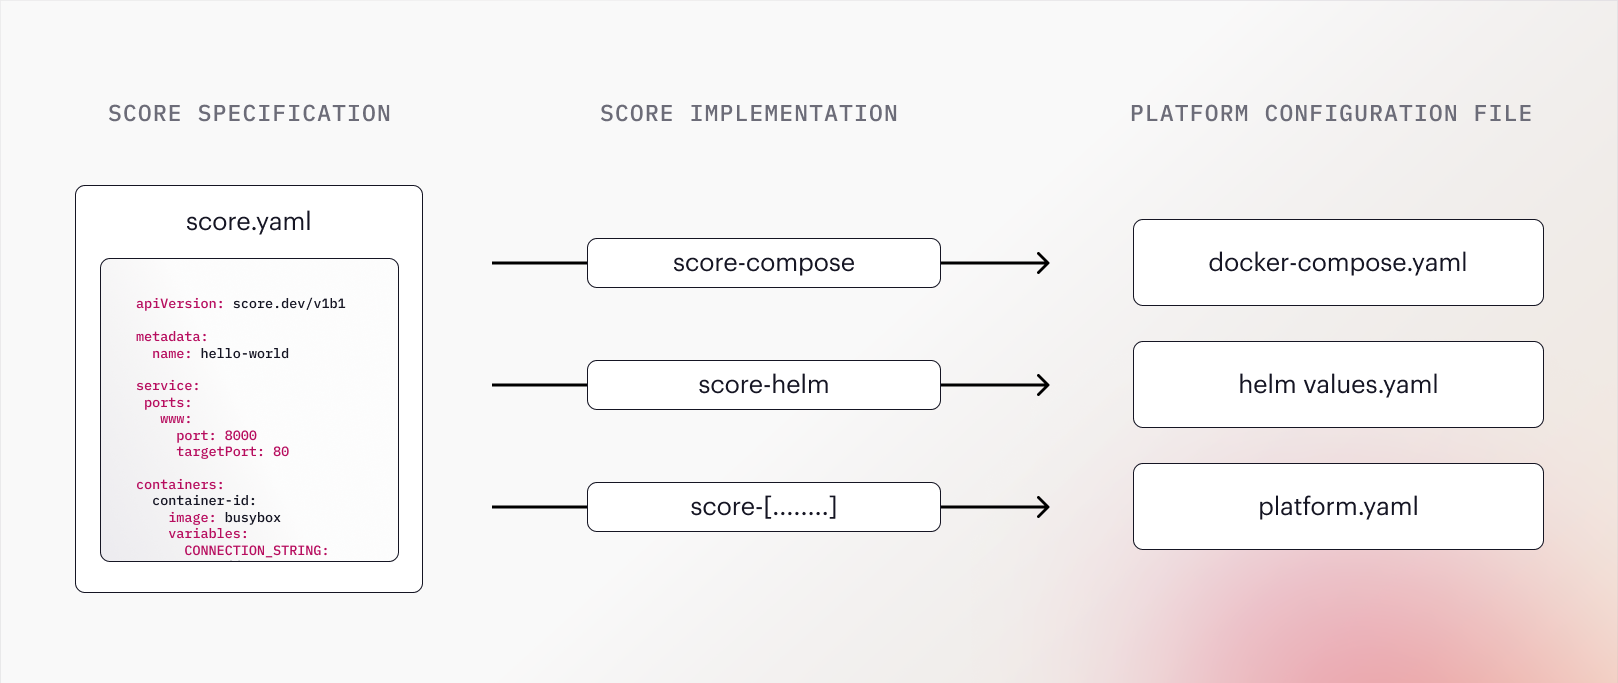 SCORE SPECIFICATION
SCORE IMPLEMENTATION
PLATFORM CONFIGURATION FILE
score.yaml
apiVersion: score.dev/v1b1
metadata:
name: hello-world
service:
ports:
www:
port: 8000
targetPort: 80
containers:
container-id:
image: busybox
variables:
CONNECTION_STRING:
score-compose
docker-compose.yaml
score-helm
helm values.yaml
score-[........]
platform.yaml